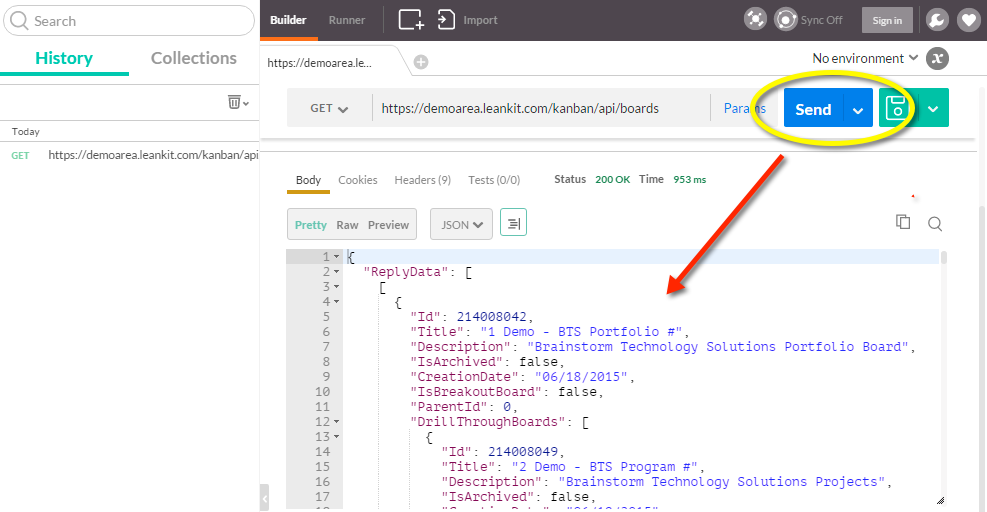 Search
History Collections
Today
GET https://demoarea.leankit.com/kanban/api
Builder Runner Import Sync Off Sign in
https://demoarea.le...
No environment
GET https://demoarea.leankit.com/kanban/api/boards Params Send
Body Cookies Headers (9) Tests (0/0) Status 200 OK Time 953 ms
Pretty Raw Preview JSON
1 {
2 "ReplyData": [
3 [
4 {
5 "Id": 214008042,
6 "Title": "1 Demo - BTS Portfolio #",
7 "Description": "Brainstorm Technology Solutions Portfolio Board",
8 "IsArchived": false,
9 "CreationDate": "06/18/2015",
10 "IsBreakoutBoard": false,
11 "ParentId": 0,
12 "DrillThroughBoards": [
13 {
14 "Id": 214008049,
15 "Title": "2 Demo - BTS Program #",
16 "Description": "Brainstorm Technology Solutions Projects",
17 "IsArchived": false,